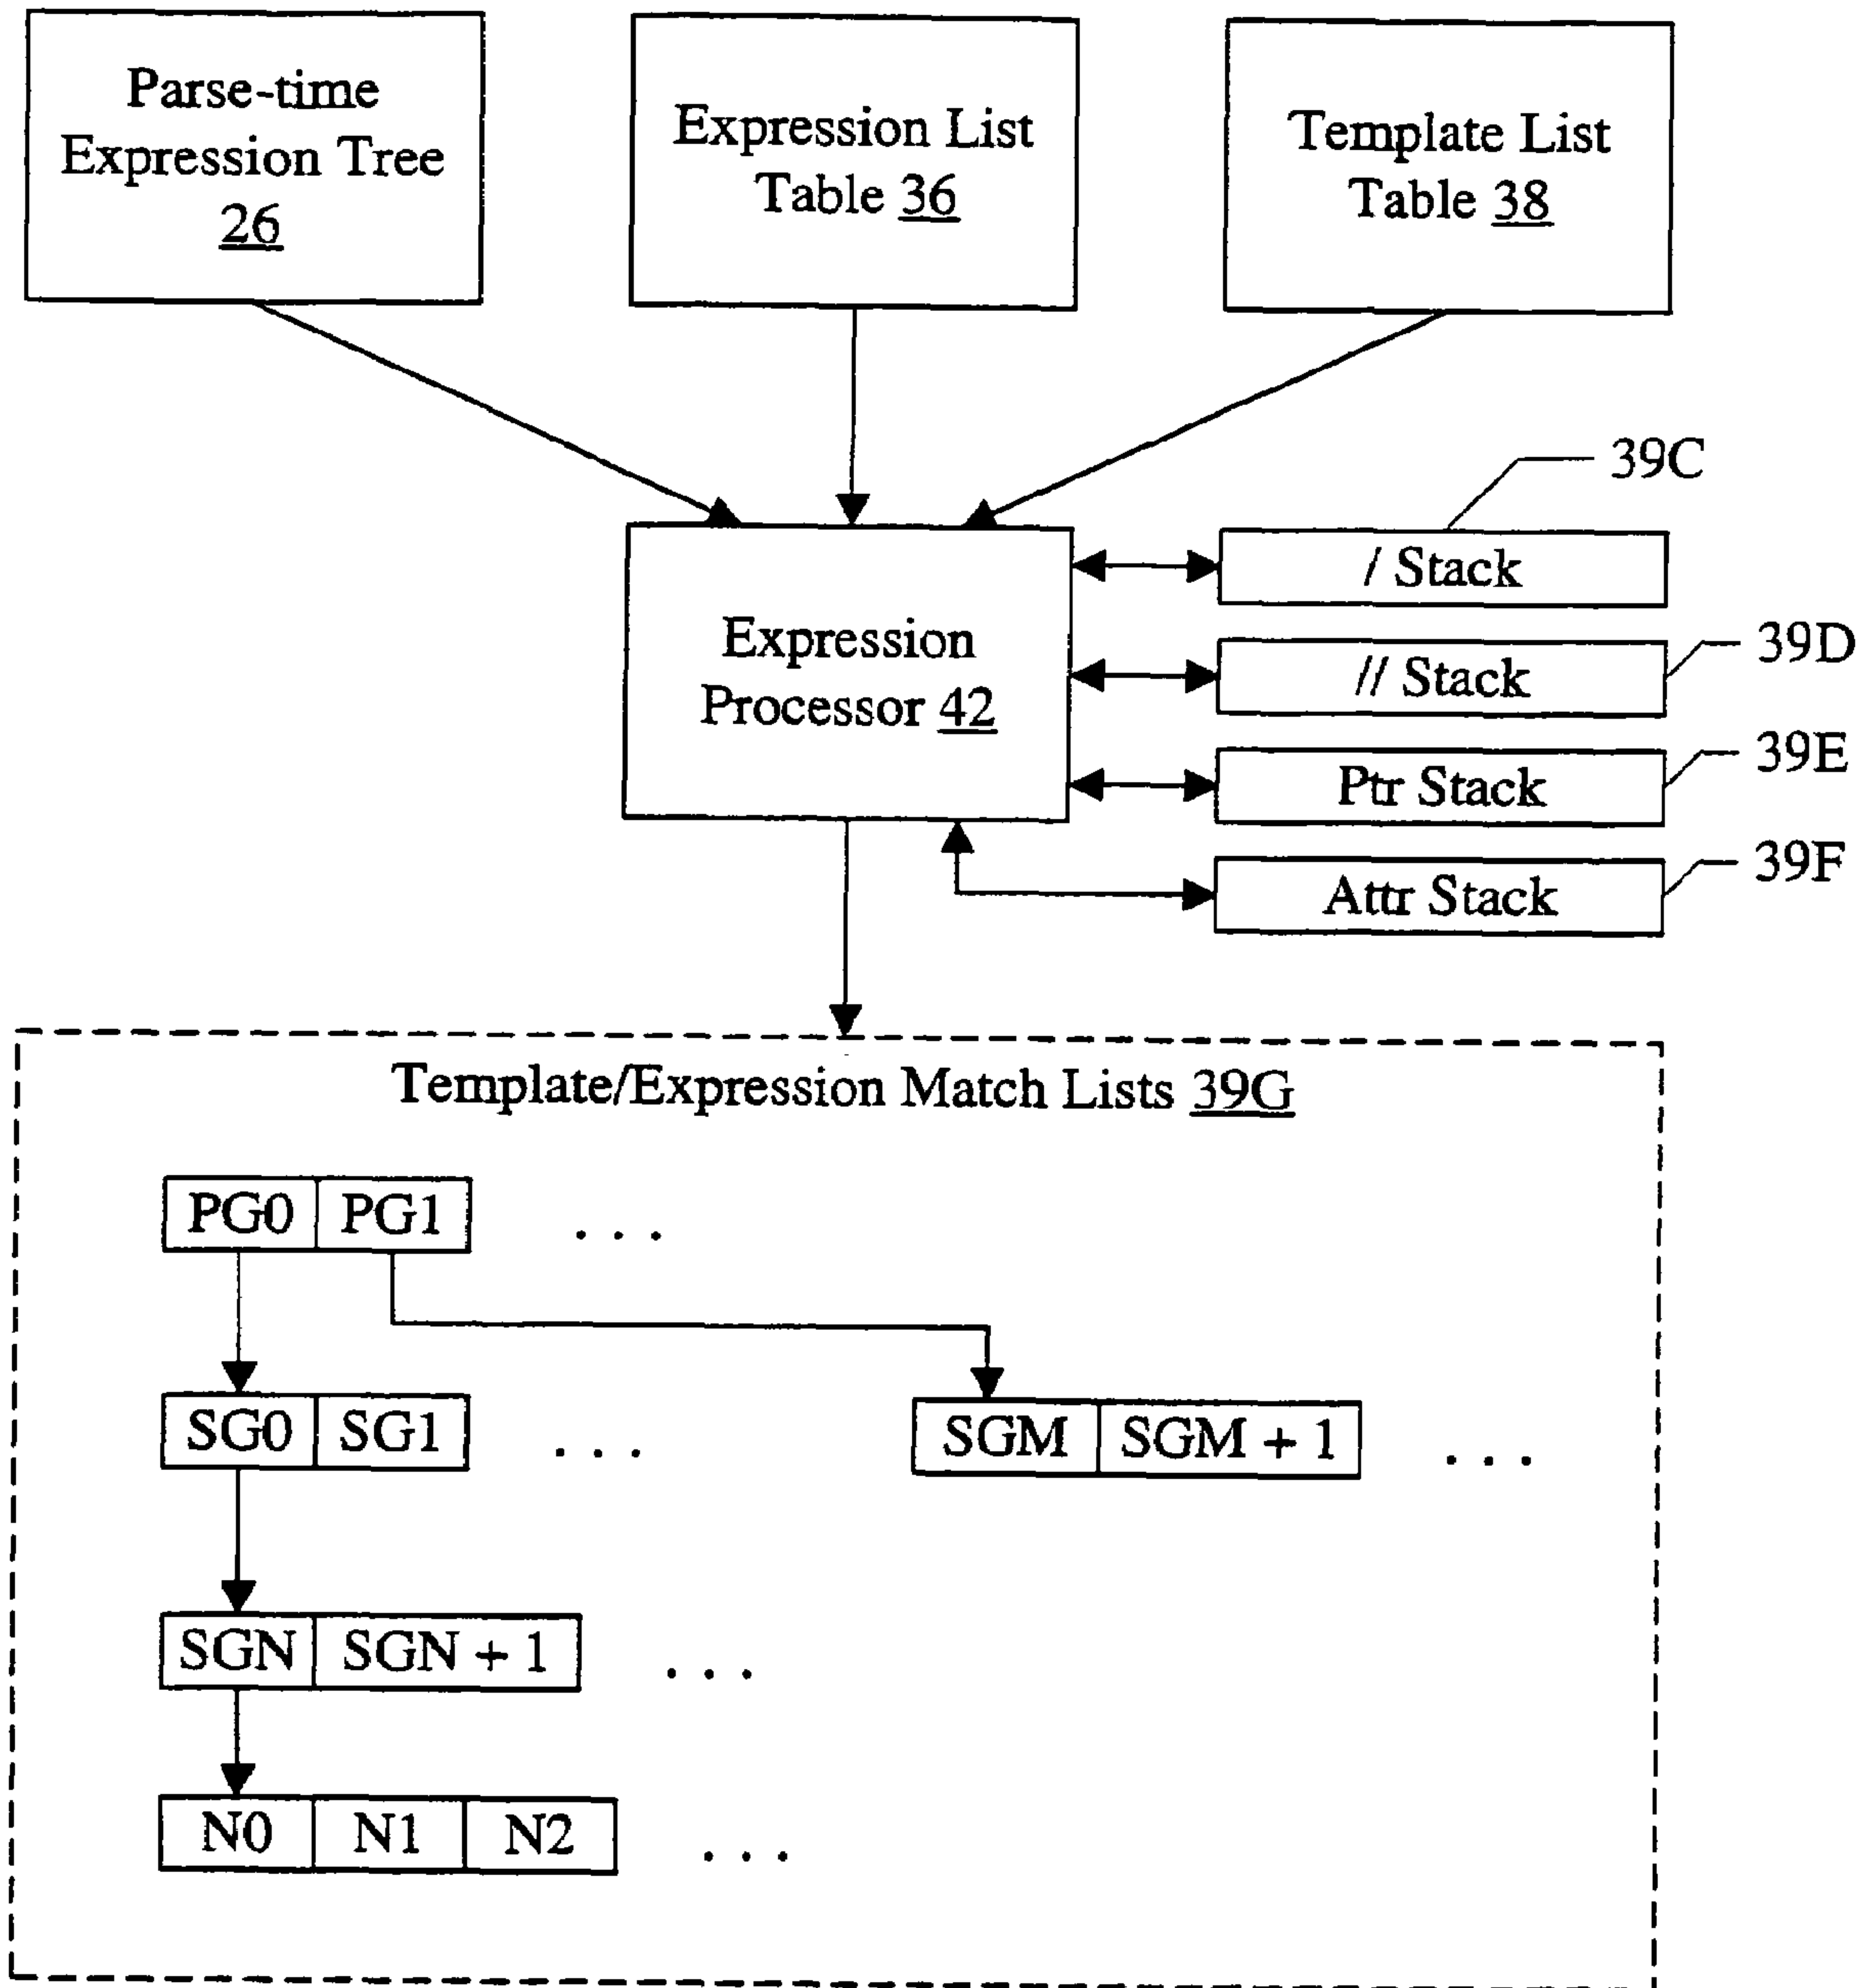 Parse-time
Expression Tree
26
Expression List
Table 36
Template List
Table 38
39C
/ Stack
Expression
Processor 42
39D
// Stack
39E
Ptr Stack
39F
Attr Stack
Template/Expression Match Lists 39G
PG0 PG1 . . .
SG0 SG1 . . . SGM SGM + 1 . . .
SGN SGN + 1 . . .
N0 N1 N2 . . .